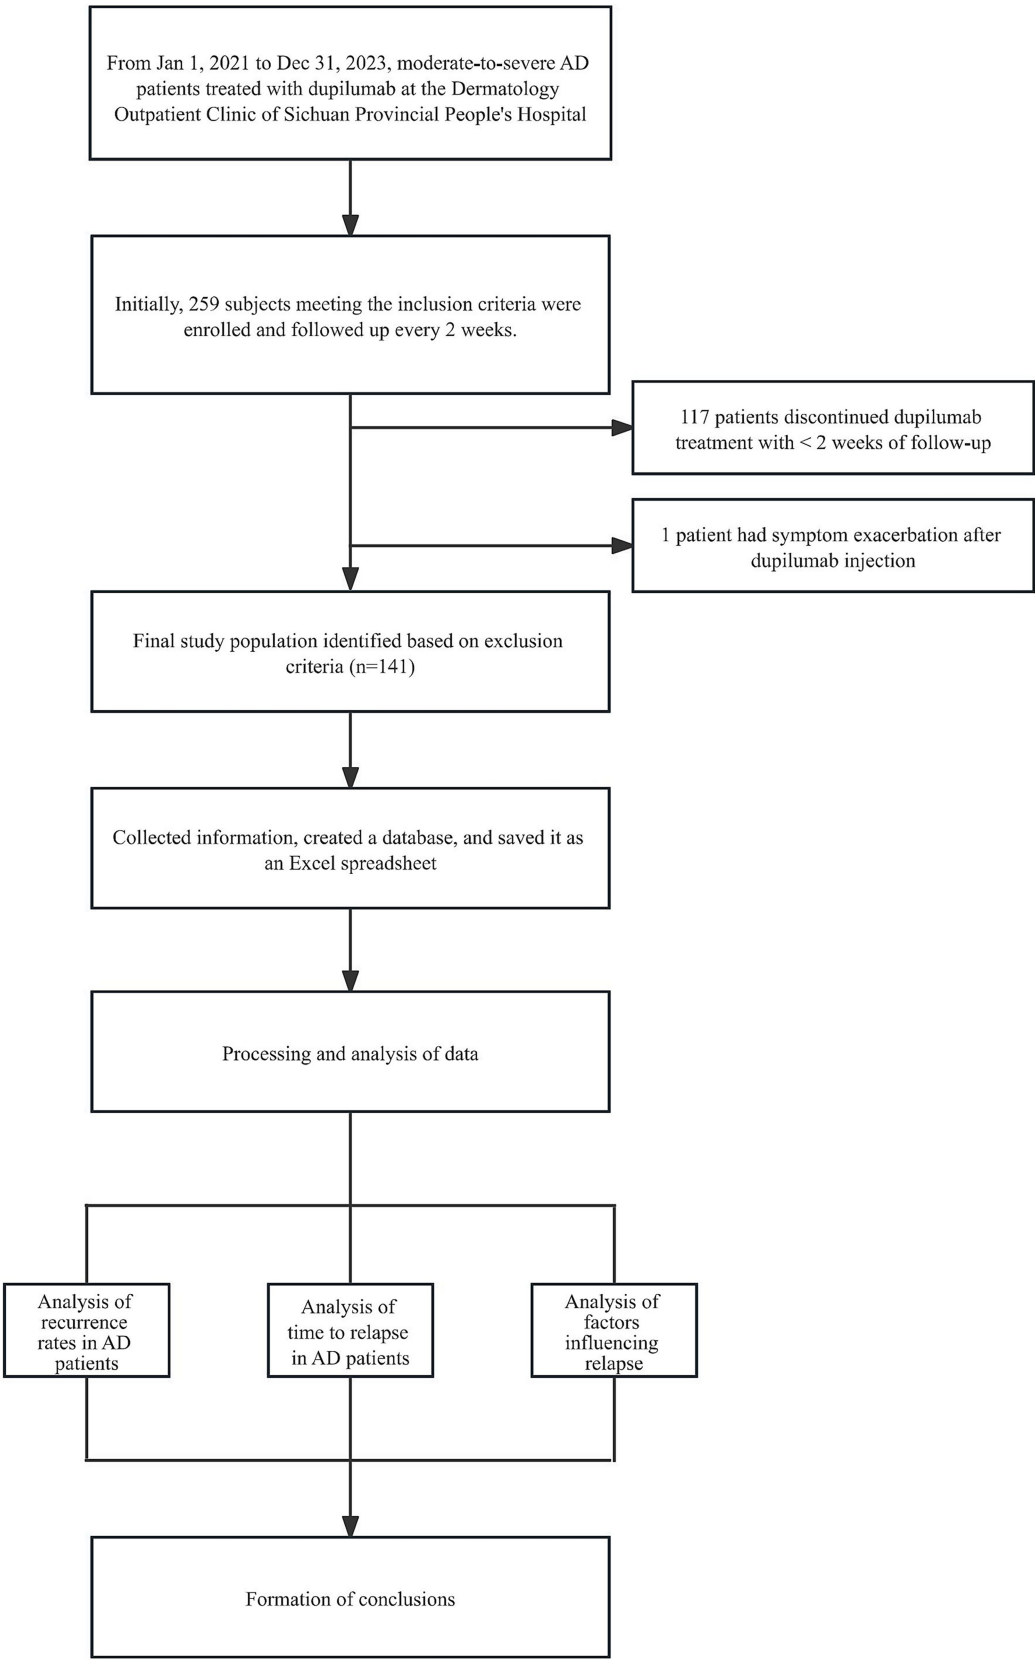 From Jan 1, 2021 to Dec 31, 2023, moderate-to-severe AD
patients treated with dupilumab at the Dermatology
Outpatient Clinic of Sichuan Provincial People's Hospital
Initially, 259 subjects meeting the inclusion criteria were
enrolled and followed up every 2 weeks.
117 patients discontinued dupilumab
treatment with < 2 weeks of follow-up
1 patient had symptom exacerbation after
dupilumab injection
Final study population identified based on exclusion
criteria (n=141)
Collected information, created a database, and saved it as
an Excel spreadsheet
Processing and analysis of data
Analysis of
recurrence
rates in AD
patients
Analysis of
time to relapse
in AD patients
Analysis of
factors
influencing
relapse
Formation of conclusions